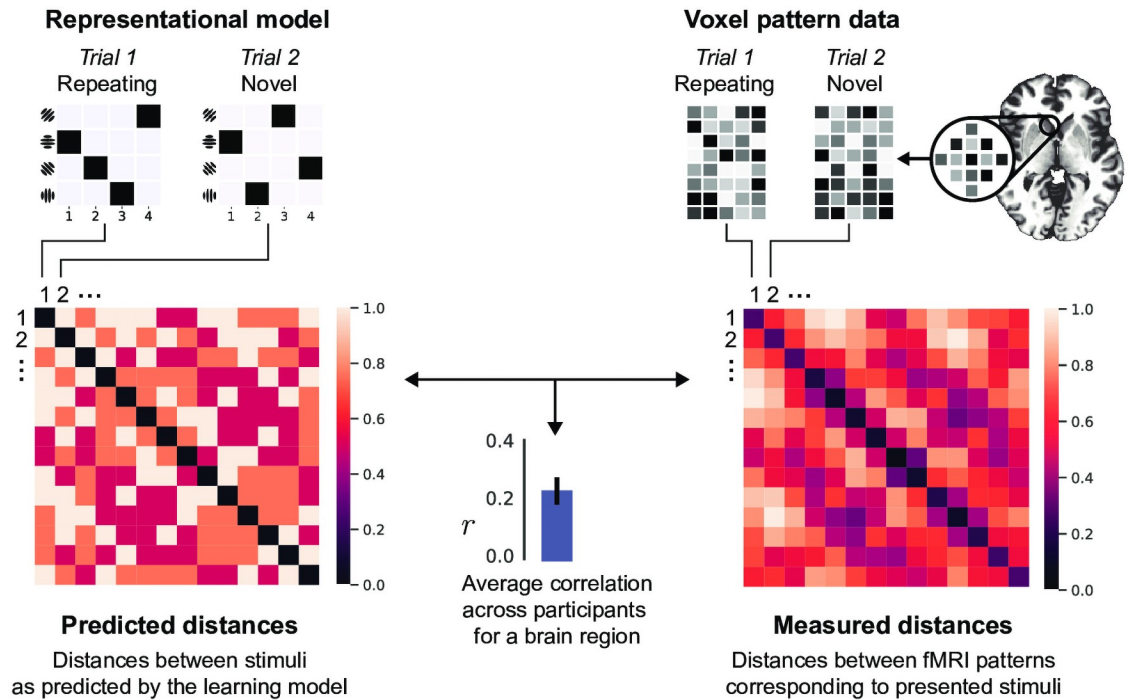 Representational model
Trial 1
Repeating
Trial 2
Novel
1 2 3 4
1 2 3 4
1 2 ...
1
2
⋮
1.0
0.8
0.6
0.4
0.2
0.0
Predicted distances
Distances between stimuli
as predicted by the learning model
0.4
0.2
0.0
r
Average correlation
across participants
for a brain region
Voxel pattern data
Trial 1
Repeating
Trial 2
Novel
1 2 ...
1
2
⋮
1.0
0.8
0.6
0.4
0.2
0.0
Measured distances
Distances between fMRI patterns
corresponding to presented stimuli